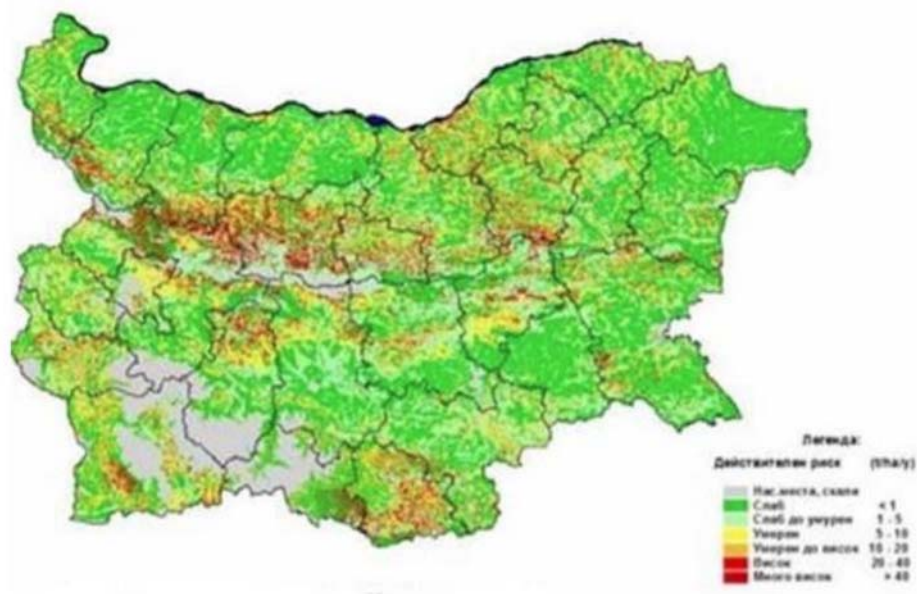 Легенда:
Действителен риск (t/ha/y)
Нас.места, скали
Слаб < 1
Слаб до умерен 1 - 5
Умерен 5 - 10
Умерен до висок 10 - 20
Висок 20 - 40
Много висок > 40